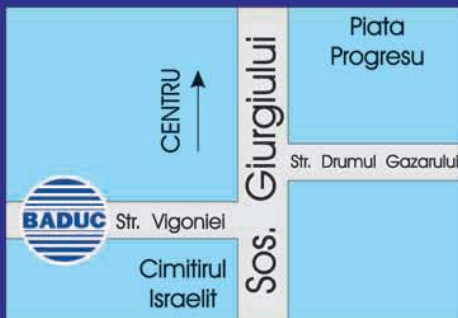 Piata
Progresu
CENTRU
Sos. Giurgiului
Str. Drumul Gazarului
BADUC
Str. Vigoniei
Cimitirul
Israelit